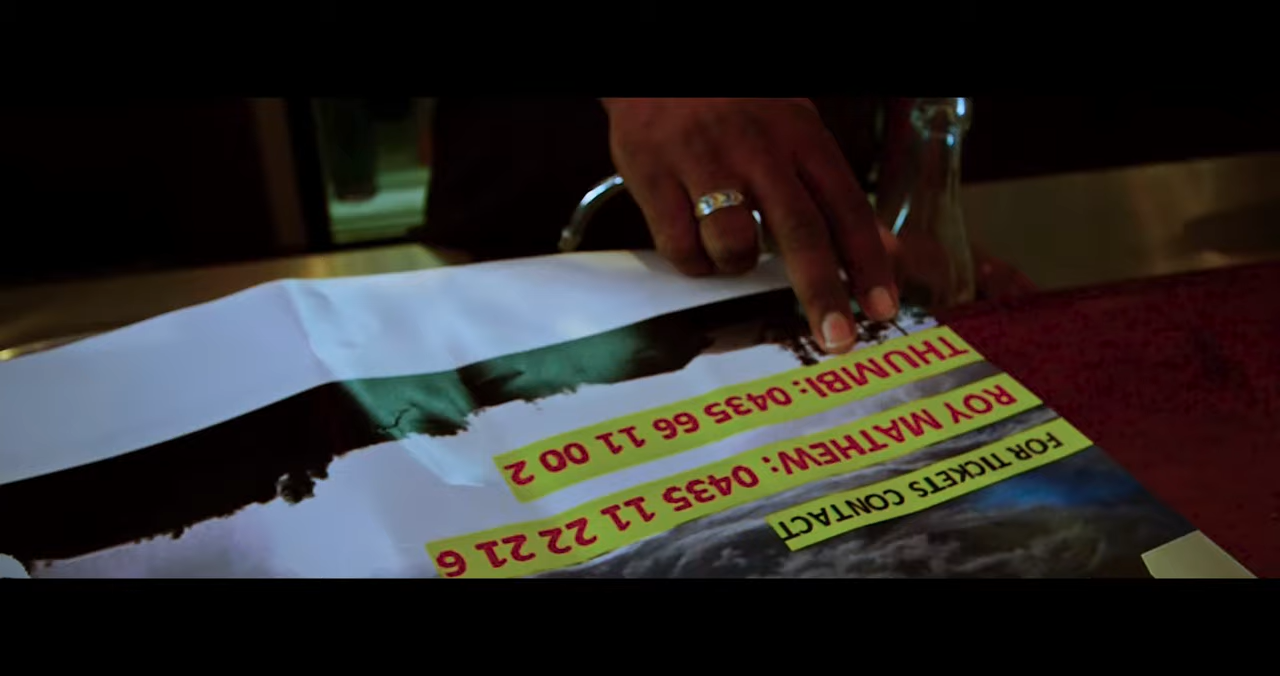 FOR TICKETS CONTACT
ROY MATHEW: 0435 11 22 21 6
THUMBI: 0435 66 11 00 2